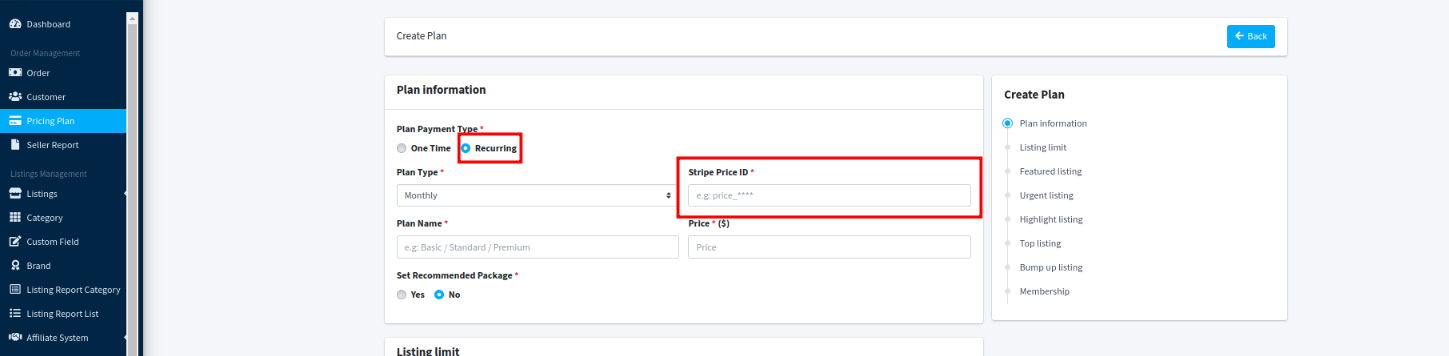 Dashboard
Order Management
Order
Customer
Pricing Plan
Seller Report
Listings Management
Listings
Category
Custom Field
Brand
Listing Report Category
Listing Report List
Affiliate System
Create Plan
Back
Plan information
Plan Payment Type *
One Time Recurring
Plan Type *
Monthly
Stripe Price ID *
e.g: price_****
Plan Name *
e.g: Basic / Standard / Premium
Price * ($)
Price
Set Recommended Package *
Yes No
Listing limit
Create Plan
Plan information
Listing limit
Featured listing
Urgent listing
Highlight listing
Top listing
Bump up listing
Membership